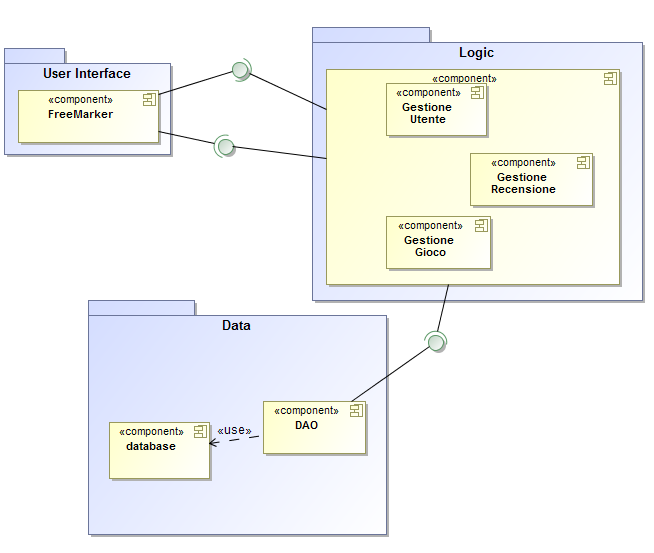 User Interface
«component»
FreeMarker
Logic
«component»
«component»
Gestione
Utente
«component»
Gestione
Recensione
«component»
Gestione
Gioco
Data
«component»
database
«use»
«component»
DAO